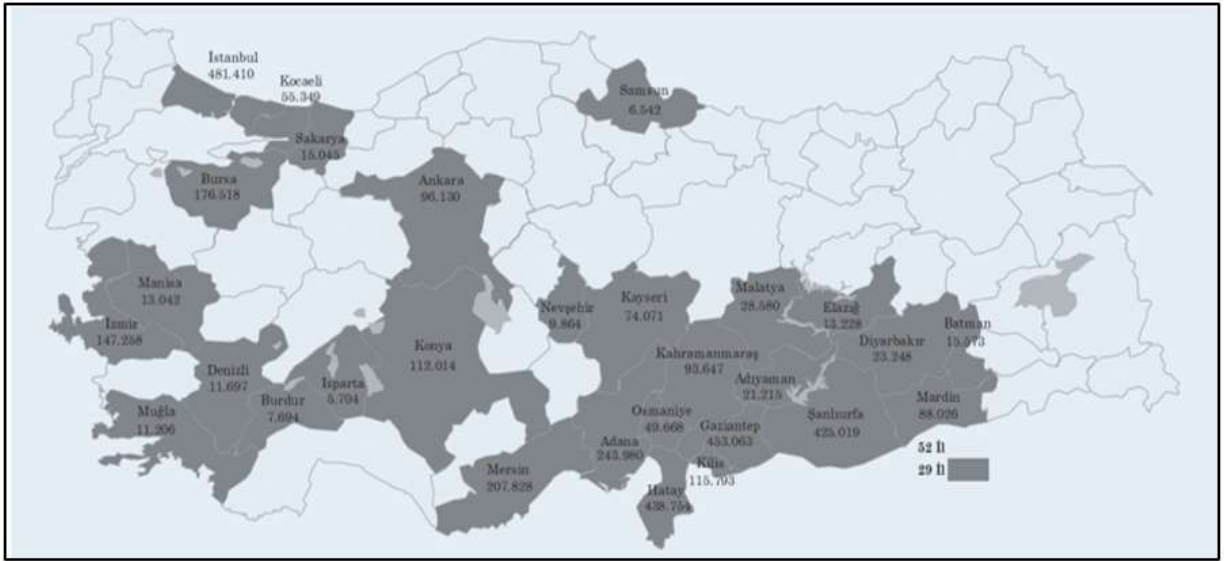 İstanbul
481.410
Kocaeli
55.349
Samsun
6.542
Sakarya
15.045
Bursa
176.518
Ankara
96.130
Manisa
13.042
İzmir
147.258
Nevşehir
9.864
Kayseri
74.071
Malatya
28.580
Elazığ
13.228
Batman
15.573
Diyarbakır
23.248
Konya
112.014
Kahramanmaraş
93.647
Denizli
11.697
Isparta
5.704
Burdur
7.694
Adıyaman
21.215
Mardin
88.026
Muğla
11.206
Osmaniye
49.668
Gaziantep
453.063
Şanlıurfa
425.019
Adana
243.980
Mersin
207.828
Kilis
115.793
Hatay
438.754
52 İl
29 İl